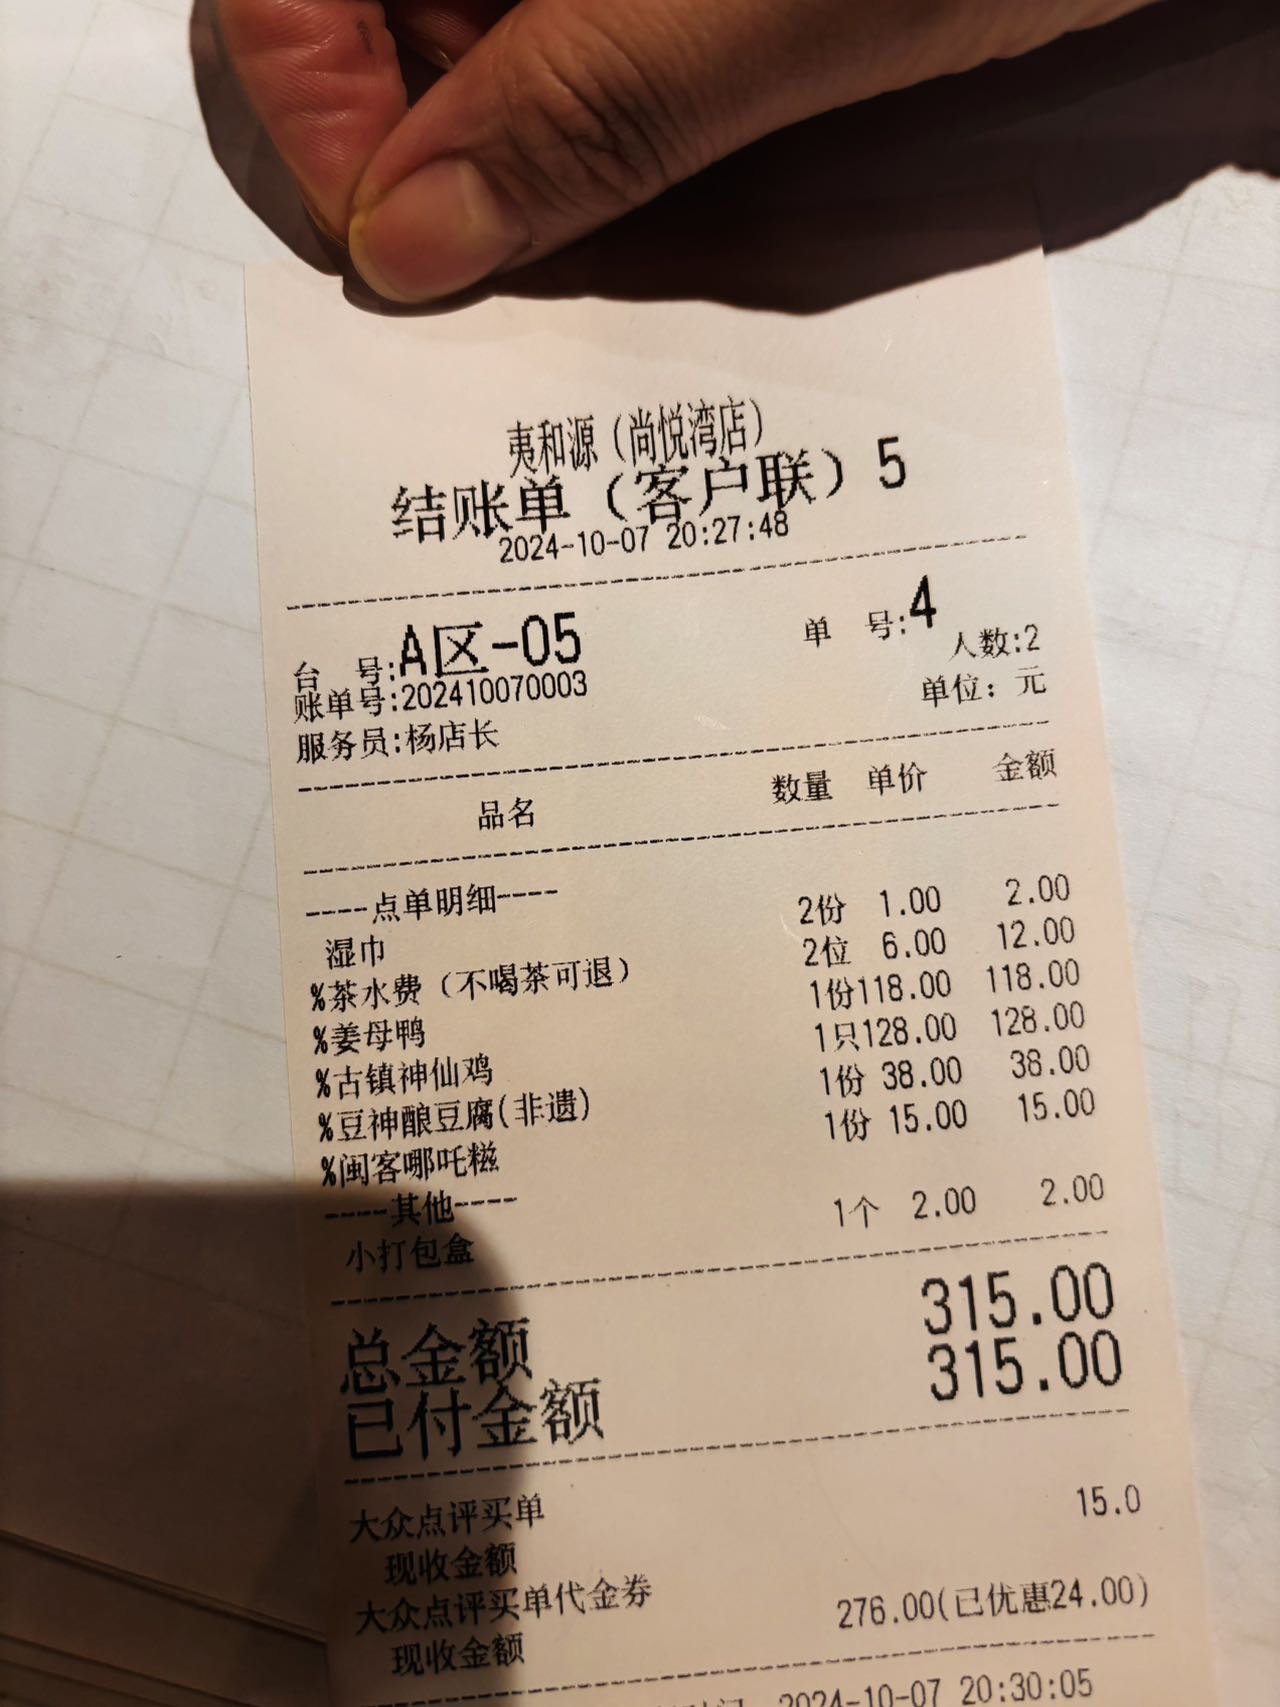 夷和源（尚悦湾店）
结账单（客户联）5
2024-10-07 20:27:48
台 号:A区-05 单 号:4
账单号:202410070003 人数:2
服务员:杨店长 单位：元
品名 数量 单价 金额
----点单明细----
湿巾 2份 1.00 2.00
%茶水费（不喝茶可退） 2位 6.00 12.00
%姜母鸭 1份118.00 118.00
%古镇神仙鸡 1只128.00 128.00
%豆神酿豆腐(非遗) 1份 38.00 38.00
%闽客哪吒糍 1份 15.00 15.00
----其他----
小打包盒 1个 2.00 2.00
总金额 315.00
已付金额 315.00
大众点评买单
现收金额 15.0
大众点评买单代金券
现收金额 276.00(已优惠24.00)
2024-10-07 20:30:05